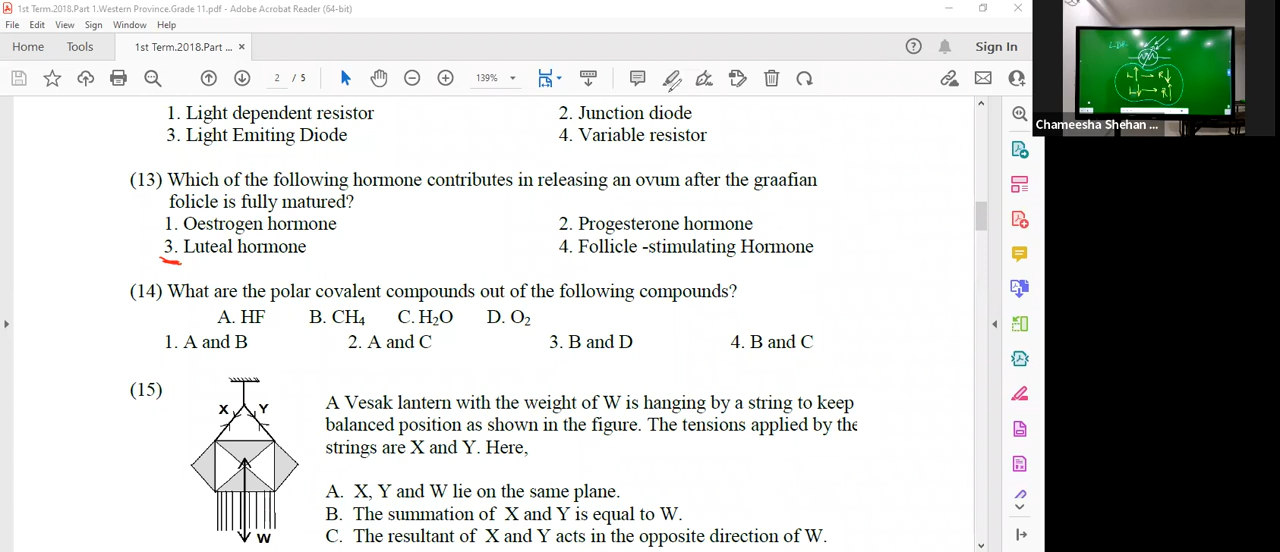 1st Term.2018.Part 1.Western Province.Grade 11.pdf - Adobe Acrobat Reader (64-bit)
File Edit View Sign Window Help
Home Tools 1st Term.2018.Part ... × Sign In
2 / 5 139%
1. Light dependent resistor 2. Junction diode
3. Light Emiting Diode 4. Variable resistor
(13) Which of the following hormone contributes in releasing an ovum after the graafian
folicle is fully matured?
1. Oestrogen hormone 2. Progesterone hormone
3. Luteal hormone 4. Follicle -stimulating Hormone
(14) What are the polar covalent compounds out of the following compounds?
A. HF B. CH₄ C. H₂O D. O₂
1. A and B 2. A and C 3. B and D 4. B and C
(15)
X Y
A Vesak lantern with the weight of W is hanging by a string to keep
balanced position as shown in the figure. The tensions applied by the
strings are X and Y. Here,
A. X, Y and W lie on the same plane.
B. The summation of X and Y is equal to W.
C. The resultant of X and Y acts in the opposite direction of W.
W
L↑ → R↓
L↓ → R↑
Chameesha Shehan ...